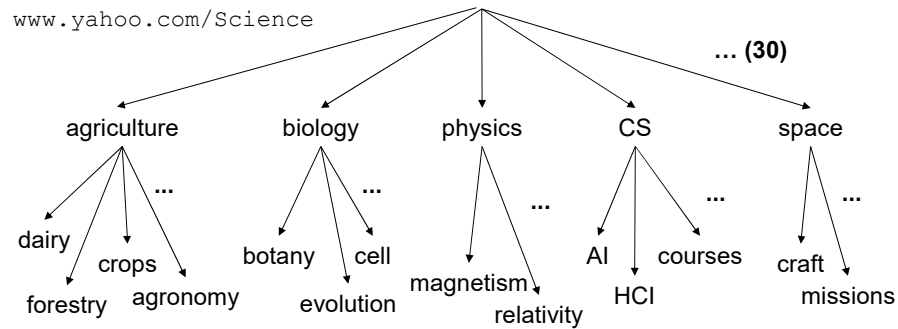 www.yahoo.com/Science
… (30)
agriculture
biology
physics
CS
space
...
...
...
...
...
dairy
crops
forestry
agronomy
botany
cell
evolution
magnetism
relativity
AI
HCI
courses
craft
missions